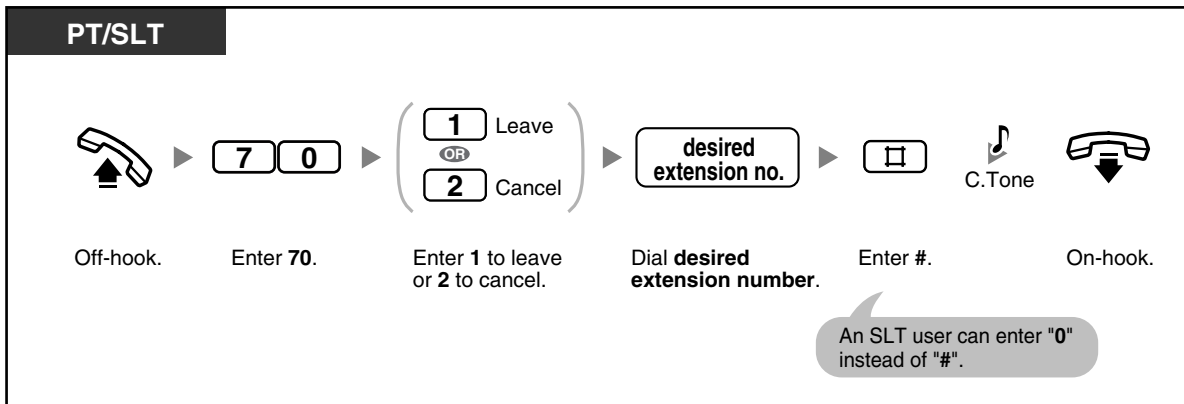 PT/SLT
7 0
1 Leave
OR
2 Cancel
desired
extension no.
C.Tone
Off-hook.
Enter 70.
Enter 1 to leave
or 2 to cancel.
Dial desired
extension number.
Enter #.
On-hook.
An SLT user can enter "0"
instead of "#".